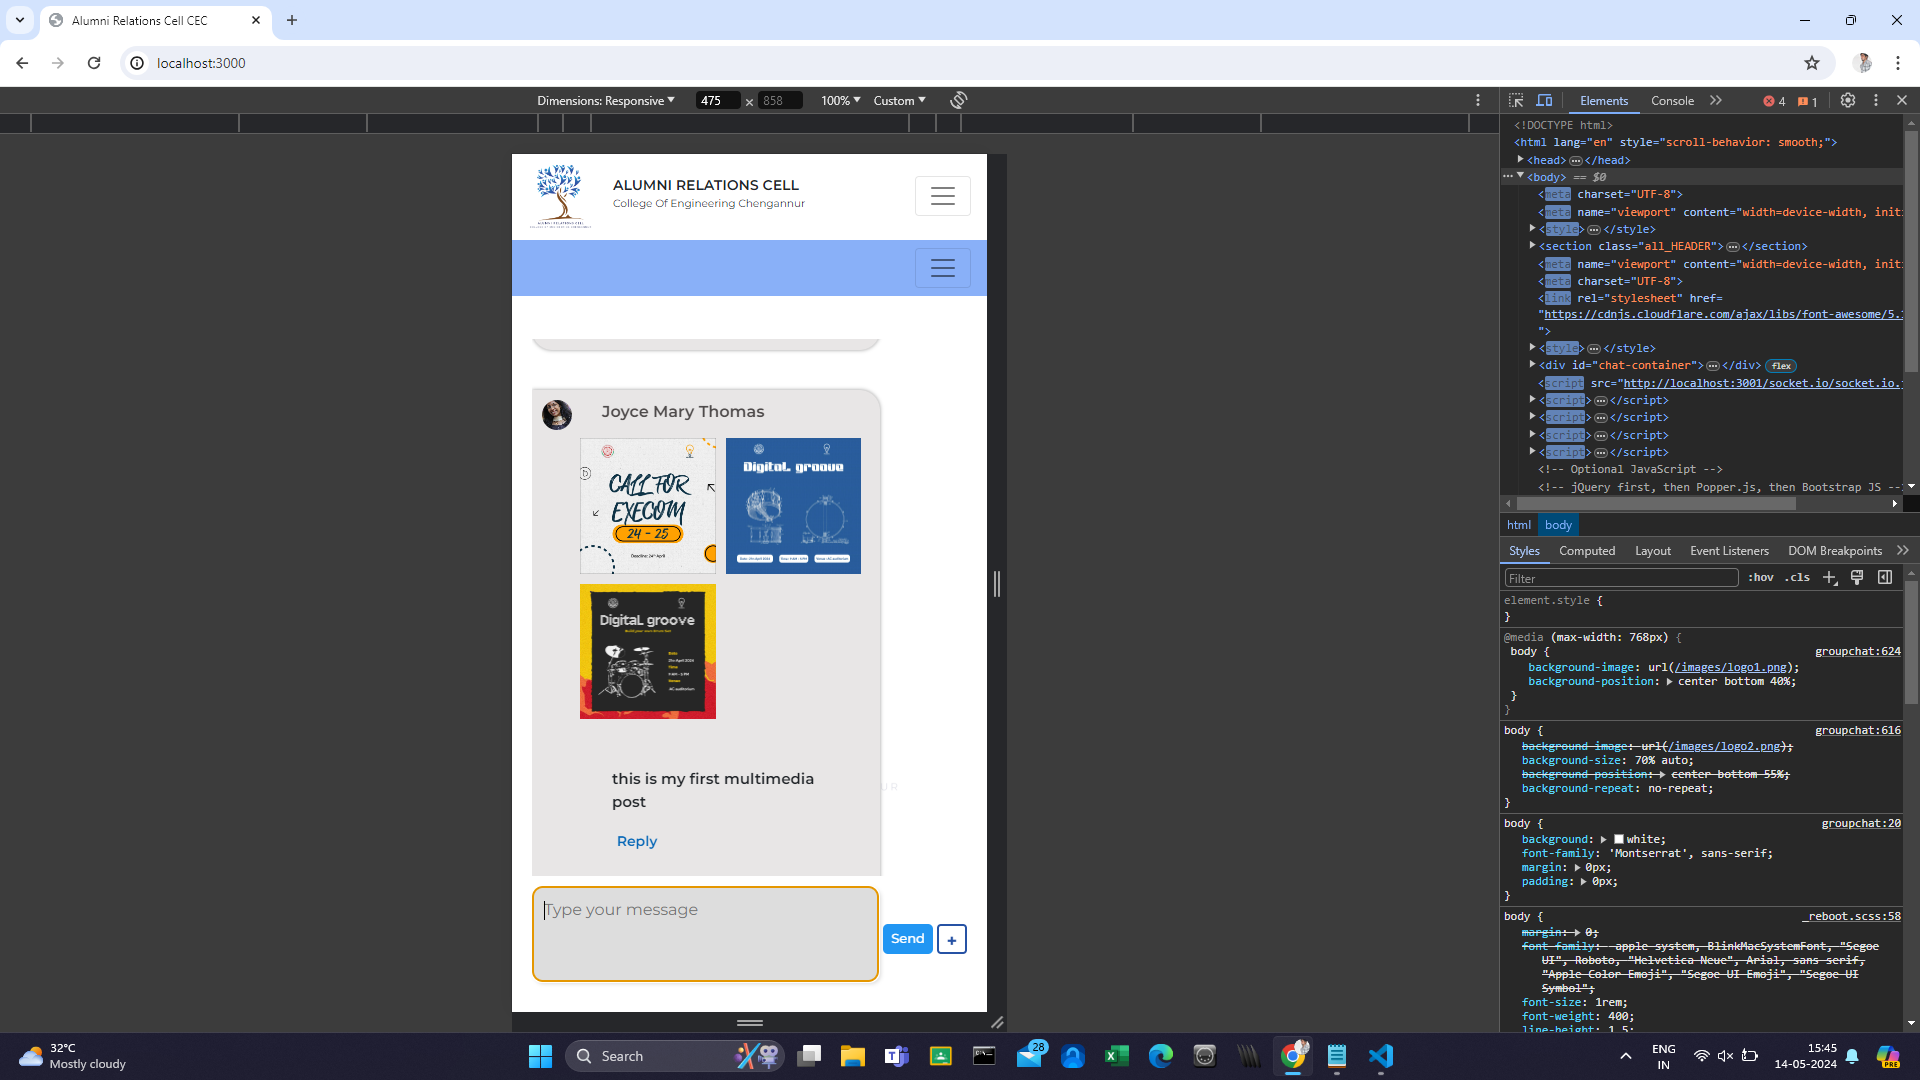 Alumni Relations Cell CEC
localhost:3000
Dimensions: Responsive
475 × 858
100%
Custom
ALUMNI RELATIONS CELL
College Of Engineering Chengannur
Joyce Mary Thomas
CALL FOR
EXECOM
24 - 25
Deadline: 24th April
DigitaL groove
DigitaL groove
Date
Time
Venue
this is my first multimedia
post
Reply
UR
Type your message
Send
+
Elements
Console
4
1
<!DOCTYPE html>
<html lang="en" style="scroll-behavior: smooth;">
<head> </head>
<body> == $0
<meta charset="UTF-8">
<meta name="viewport" content="width=device-width, initi
<style> </style>
<section class="all_HEADER"> </section>
<meta name="viewport" content="width=device-width, initi
<meta charset="UTF-8">
<link rel="stylesheet" href=
"https://cdnjs.cloudflare.com/ajax/libs/font-awesome/5.
">
<style> </style>
<div id="chat-container"> </div> flex
<script src="http://localhost:3001/socket.io/socket.io.
<script> </script>
<script> </script>
<script> </script>
<script> </script>
<!-- Optional JavaScript -->
<!-- jQuery first, then Popper.js, then Bootstrap JS --
html body
Styles Computed Layout Event Listeners DOM Breakpoints
Filter
:hov .cls
element.style {
}
@media (max-width: 768px) {
body { groupchat:624
background-image: url(/images/logo1.png);
background-position: center bottom 40%;
}
}
body { groupchat:616
background-image: url(/images/logo2.png);
background-size: 70% auto;
background-position: center bottom 55%;
background-repeat: no-repeat;
}
body { groupchat:20
background: white;
font-family: 'Montserrat', sans-serif;
margin: 0px;
padding: 0px;
}
body { _reboot.scss:58
margin: 0;
font-family: -apple-system, BlinkMacSystemFont, "Segoe
UI", Roboto, "Helvetica Neue", Arial, sans-serif,
"Apple Color Emoji", "Segoe UI Emoji", "Segoe UI
Symbol";
font-size: 1rem;
font-weight: 400;
line-height: 1.5;
32°C
Mostly cloudy
Search
28
ENG
IN
15:45
14-05-2024
PRE